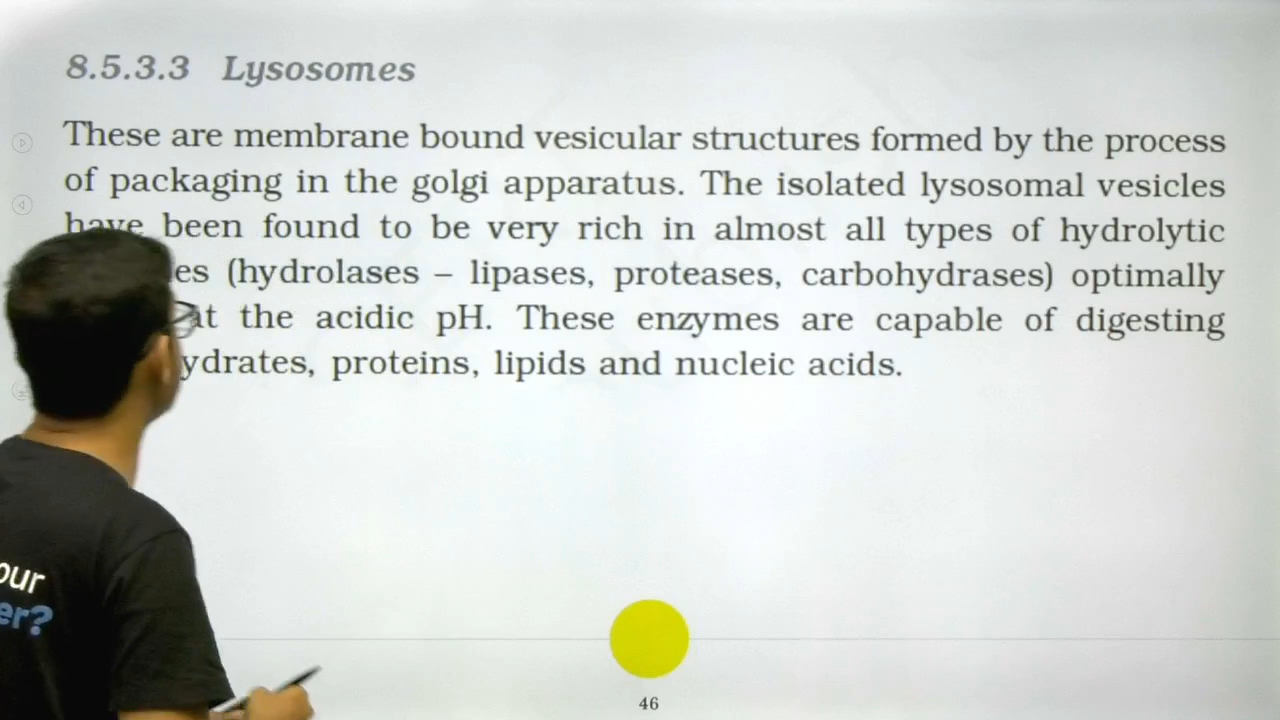 8.5.3.3 Lysosomes
These are membrane bound vesicular structures formed by the process
of packaging in the golgi apparatus. The isolated lysosomal vesicles
have been found to be very rich in almost all types of hydrolytic
es (hydrolases – lipases, proteases, carbohydrases) optimally
at the acidic pH. These enzymes are capable of digesting
ydrates, proteins, lipids and nucleic acids.
our
er?
46